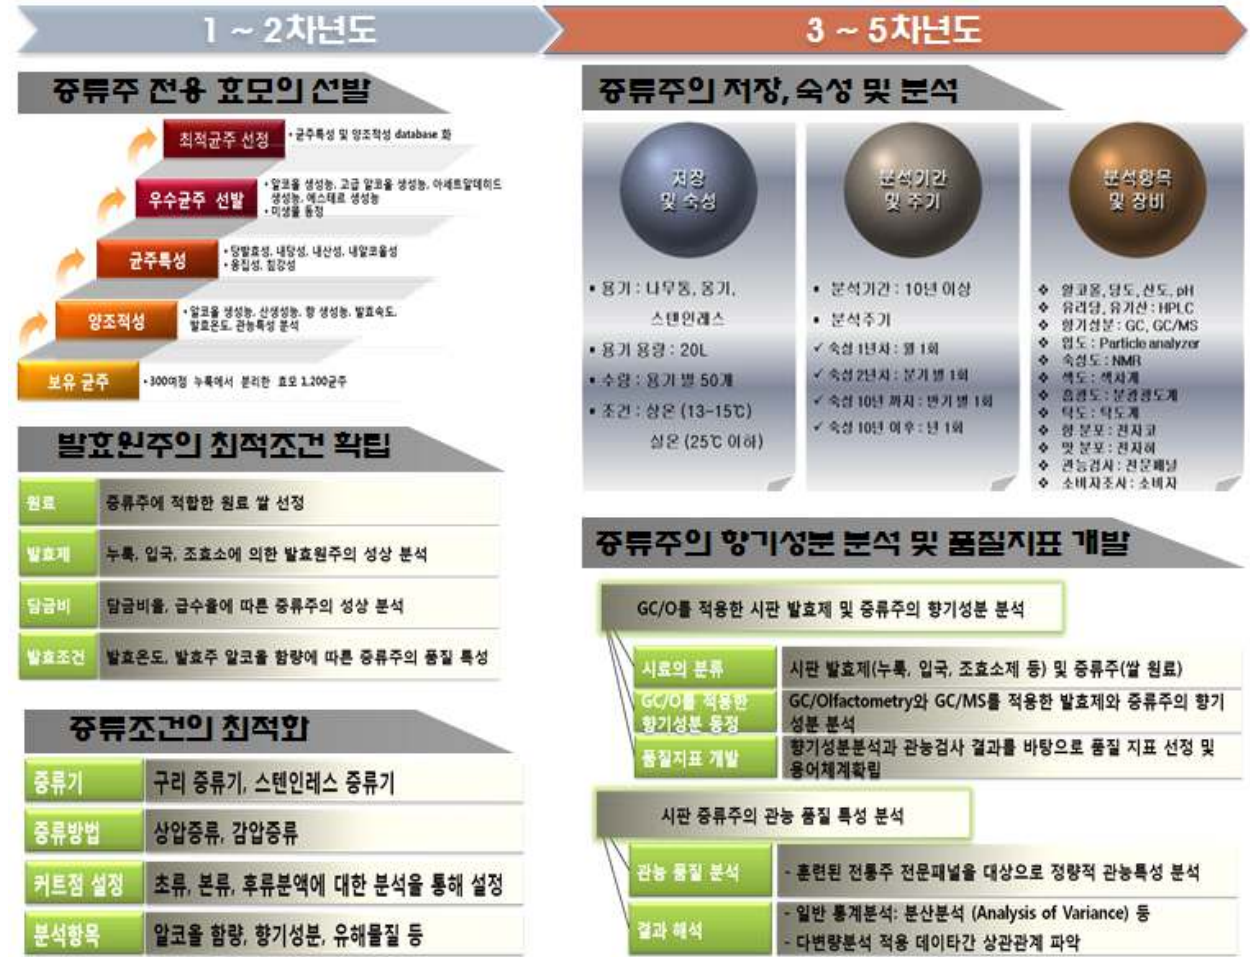 1 ~ 2차년도
증류주 전용 효모의 선발
최적균주 선정
• 균주특성 및 양조적성 database 화
우수균주 선발
• 알코올 생성능, 고급 알코올 생성능, 아세트알데히드
생성능, 에스테르 생성능
• 미생물 동정
균주특성
• 당발효성, 내당성, 내산성, 내알코올성
• 응집성, 침강성
양조적성
• 알코올 생성능, 산생성능, 향 생성능, 발효속도,
발효온도, 관능특성 분석
보유 균주
• 300여점 누룩에서 분리한 효모 1,200균주
발효원주의 최적조건 확립
원료
증류주에 적합한 원료 쌀 선정
발효제
누룩, 입국, 조효소에 의한 발효원주의 성상 분석
담금비
담금비율, 급수율에 따른 증류주의 성상 분석
발효조건
발효온도, 발효주 알코올 함량에 따른 증류주의 품질 특성
증류조건의 최적화
증류기
구리 증류기, 스텐인레스 증류기
증류방법
상압증류, 감압증류
커트점 설정
초류, 본류, 후류분액에 대한 분석을 통해 설정
분석항목
알코올 함량, 향기성분, 유해물질 등
3 ~ 5차년도
증류주의 저장, 숙성 및 분석
저장
및 숙성
• 용기 : 나무통, 옹기,
스텐인레스
• 용기 용량 : 20L
• 수량 : 용기 별 50개
• 조건 : 상온 (13-15℃)
실온 (25℃ 이하)
분석기간
및 주기
• 분석기간 : 10년 이상
• 분석주기
✓ 숙성 1년차 : 월 1회
✓ 숙성 2년차 : 분기 별 1회
✓ 숙성 10년 까지 : 반기 별 1회
✓ 숙성 10년 이후 : 년 1회
분석항목
및 장비
❖ 알코올, 당도, 산도, pH
❖ 유리당, 유기산 : HPLC
❖ 향기성분 : GC, GC/MS
❖ 입도 : Particle analyzer
❖ 숙성도 : NMR
❖ 색도 : 색차계
❖ 흡광도 : 분광광도계
❖ 탁도 : 탁도계
❖ 향 분포 : 전자코
❖ 맛 분포 : 전자혀
❖ 관능검사 : 전문패널
❖ 소비자조사 : 소비자
증류주의 향기성분 분석 및 품질지표 개발
GC/O를 적용한 시판 발효제 및 증류주의 향기성분 분석
시료의 분류
시판 발효제(누룩, 입국, 조효소제 등) 및 증류주(쌀 원료)
GC/O를 적용한
향기성분 동정
GC/Olfactometry와 GC/MS를 적용한 발효제와 증류주의 향기
성분 분석
품질지표 개발
향기성분분석과 관능검사 결과를 바탕으로 품질 지표 선정 및
용어체계확립
시판 증류주의 관능 품질 특성 분석
관능 품질 분석
- 훈련된 전통주 전문패널을 대상으로 정량적 관능특성 분석
결과 해석
- 일반 통계분석: 분산분석 (Analysis of Variance) 등
- 다변량분석 적용 데이타간 상관관계 파악